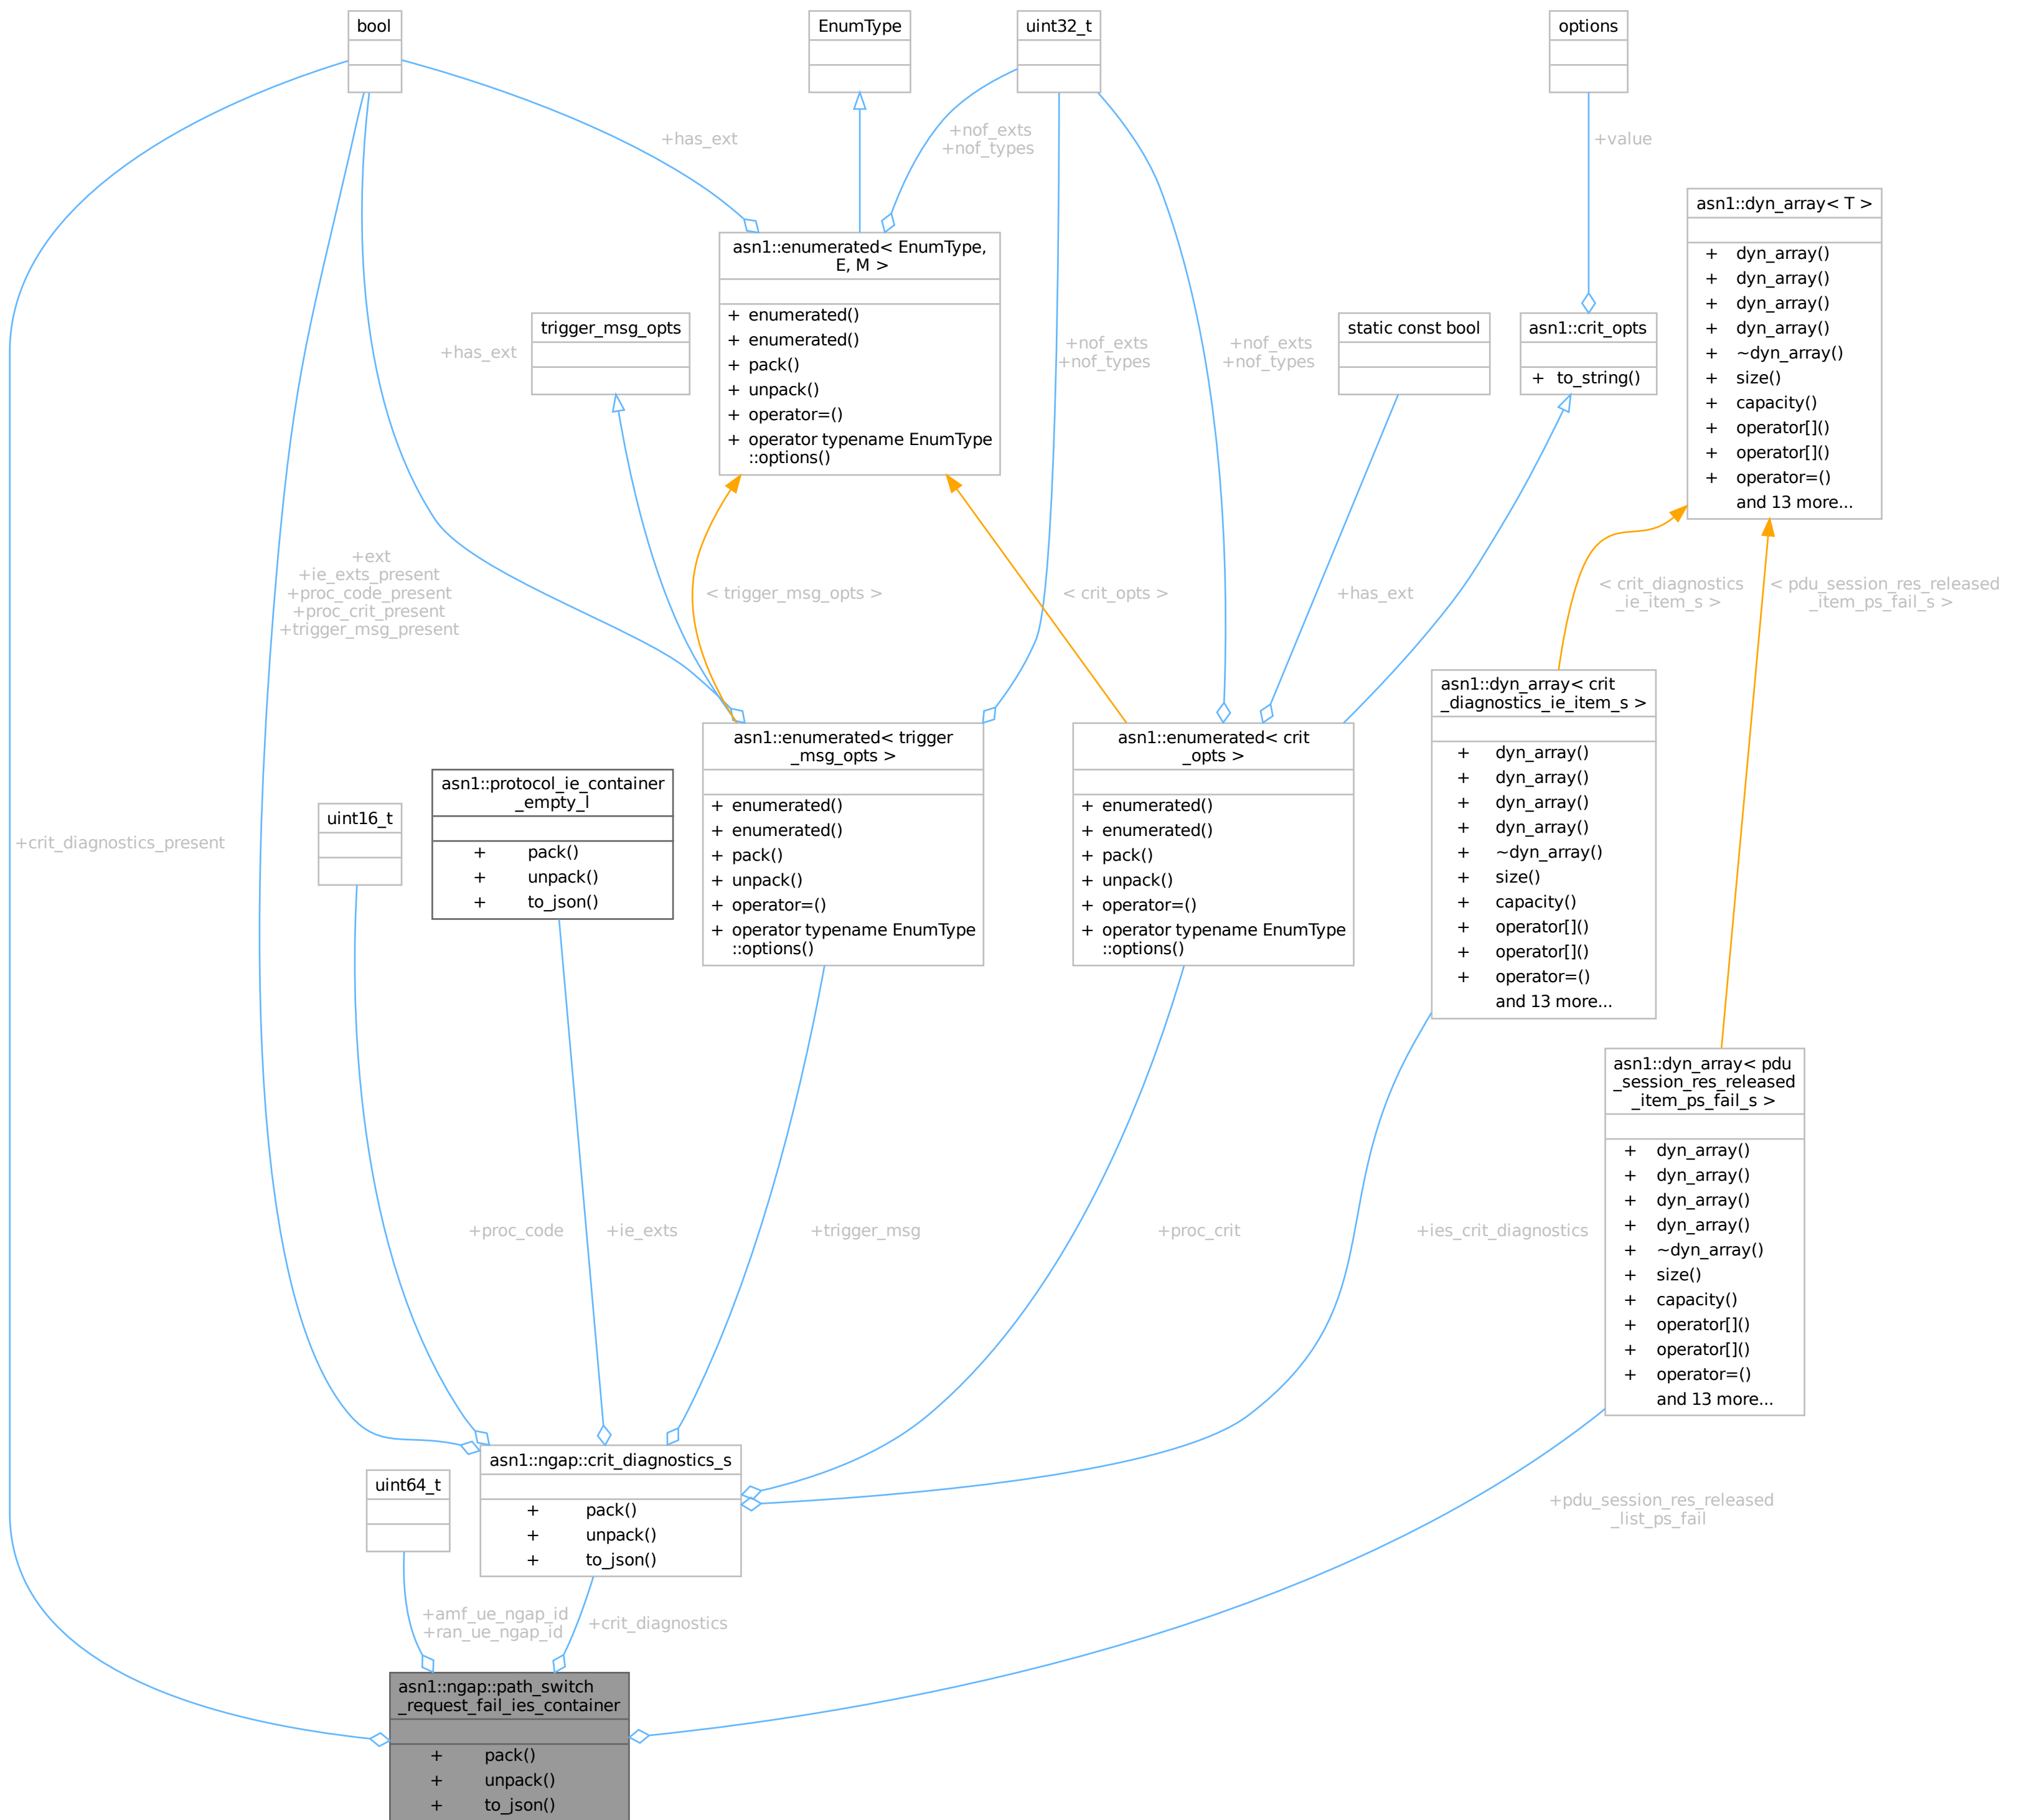 bool
EnumType
uint32_t
options
+has_ext
+nof_exts
+nof_types
+value
asn1::dyn_array< T >
+ dyn_array()
+ dyn_array()
+ dyn_array()
+ dyn_array()
+ ~dyn_array()
+ size()
+ capacity()
+ operator[]()
+ operator[]()
+ operator=()
and 13 more...
asn1::enumerated< EnumType,
E, M >
+ enumerated()
+ enumerated()
+ pack()
+ unpack()
+ operator=()
+ operator typename EnumType
::options()
trigger_msg_opts
static const bool
asn1::crit_opts
+ to_string()
+has_ext
+nof_exts
+nof_types
+nof_exts
+nof_types
+ext
+ie_exts_present
+proc_code_present
+proc_crit_present
+trigger_msg_present
< trigger_msg_opts >
< crit_opts >
+has_ext
< crit_diagnostics
_ie_item_s >
< pdu_session_res_released
_item_ps_fail_s >
asn1::enumerated< trigger
_msg_opts >
+ enumerated()
+ enumerated()
+ pack()
+ unpack()
+ operator=()
+ operator typename EnumType
::options()
asn1::enumerated< crit
_opts >
+ enumerated()
+ enumerated()
+ pack()
+ unpack()
+ operator=()
+ operator typename EnumType
::options()
asn1::dyn_array< crit
_diagnostics_ie_item_s >
+ dyn_array()
+ dyn_array()
+ dyn_array()
+ dyn_array()
+ ~dyn_array()
+ size()
+ capacity()
+ operator[]()
+ operator[]()
+ operator=()
and 13 more...
asn1::protocol_ie_container
_empty_l
+ pack()
+ unpack()
+ to_json()
uint16_t
+crit_diagnostics_present
asn1::dyn_array< pdu
_session_res_released
_item_ps_fail_s >
+ dyn_array()
+ dyn_array()
+ dyn_array()
+ dyn_array()
+ ~dyn_array()
+ size()
+ capacity()
+ operator[]()
+ operator[]()
+ operator=()
and 13 more...
+proc_code
+ie_exts
+trigger_msg
+proc_crit
+ies_crit_diagnostics
asn1::ngap::crit_diagnostics_s
+ pack()
+ unpack()
+ to_json()
uint64_t
+pdu_session_res_released
_list_ps_fail
+amf_ue_ngap_id
+ran_ue_ngap_id
+crit_diagnostics
asn1::ngap::path_switch
_request_fail_ies_container
+ pack()
+ unpack()
+ to_json()